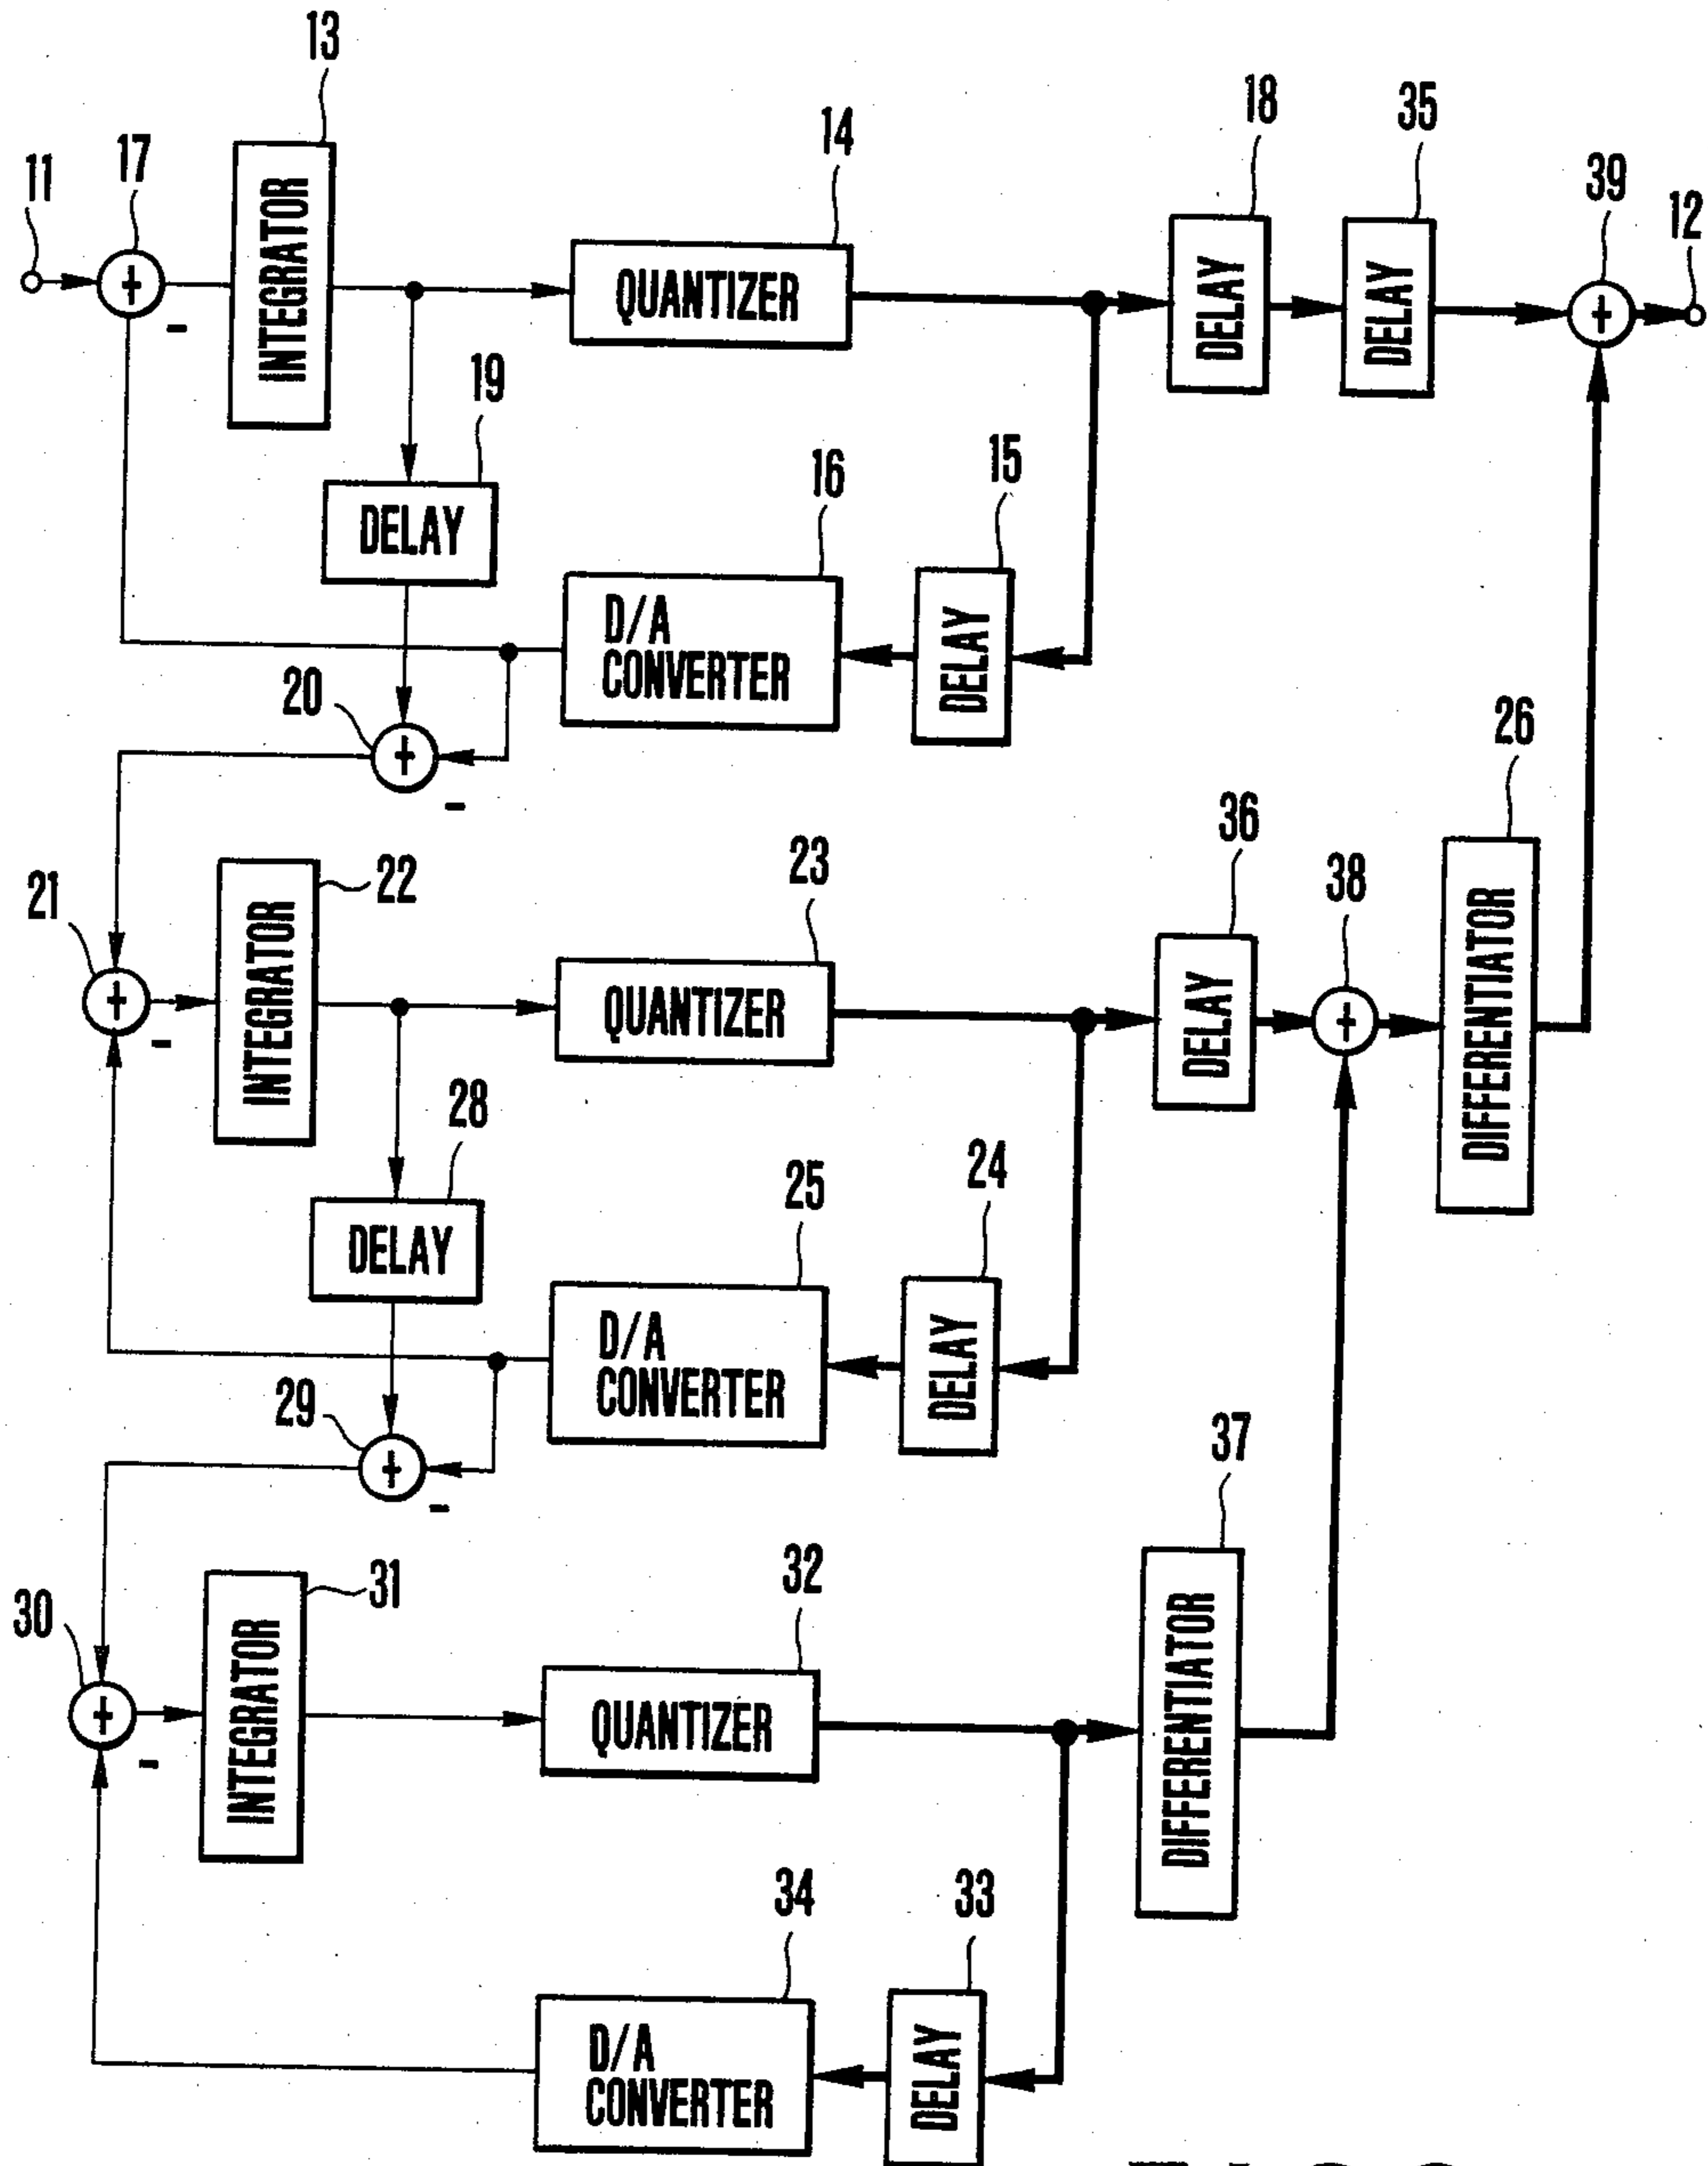 13
11
17
14
18
35
39
12
INTEGRATOR
QUANTIZER
DELAY
DELAY
+
+
-
19
16
15
DELAY
D/A
CONVERTER
DELAY
20
+
-
26
21
22
23
36
38
+
-
INTEGRATOR
QUANTIZER
DELAY
+
DIFFERENTIATOR
28
25
24
DELAY
D/A
CONVERTER
DELAY
29
+
-
37
30
31
32
+
-
INTEGRATOR
QUANTIZER
DIFFERENTIATOR
34
33
D/A
CONVERTER
DELAY